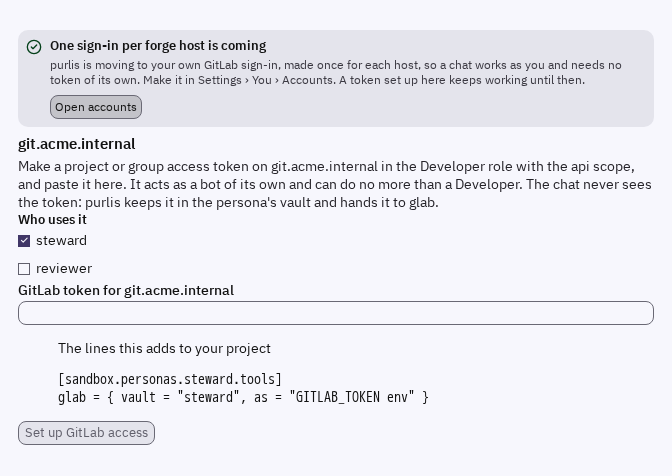 One sign-in per forge host is coming
purlis is moving to your own GitLab sign-in, made once for each host, so a chat works as you and needs no
token of its own. Make it in Settings › You › Accounts. A token set up here keeps working until then.
Open accounts
git.acme.internal
Make a project or group access token on git.acme.internal in the Developer role with the api scope,
and paste it here. It acts as a bot of its own and can do no more than a Developer. The chat never sees
the token: purlis keeps it in the persona's vault and hands it to glab.
Who uses it
steward
reviewer
GitLab token for git.acme.internal
The lines this adds to your project
[sandbox.personas.steward.tools]
glab = { vault = "steward", as = "GITLAB_TOKEN env" }
Set up GitLab access